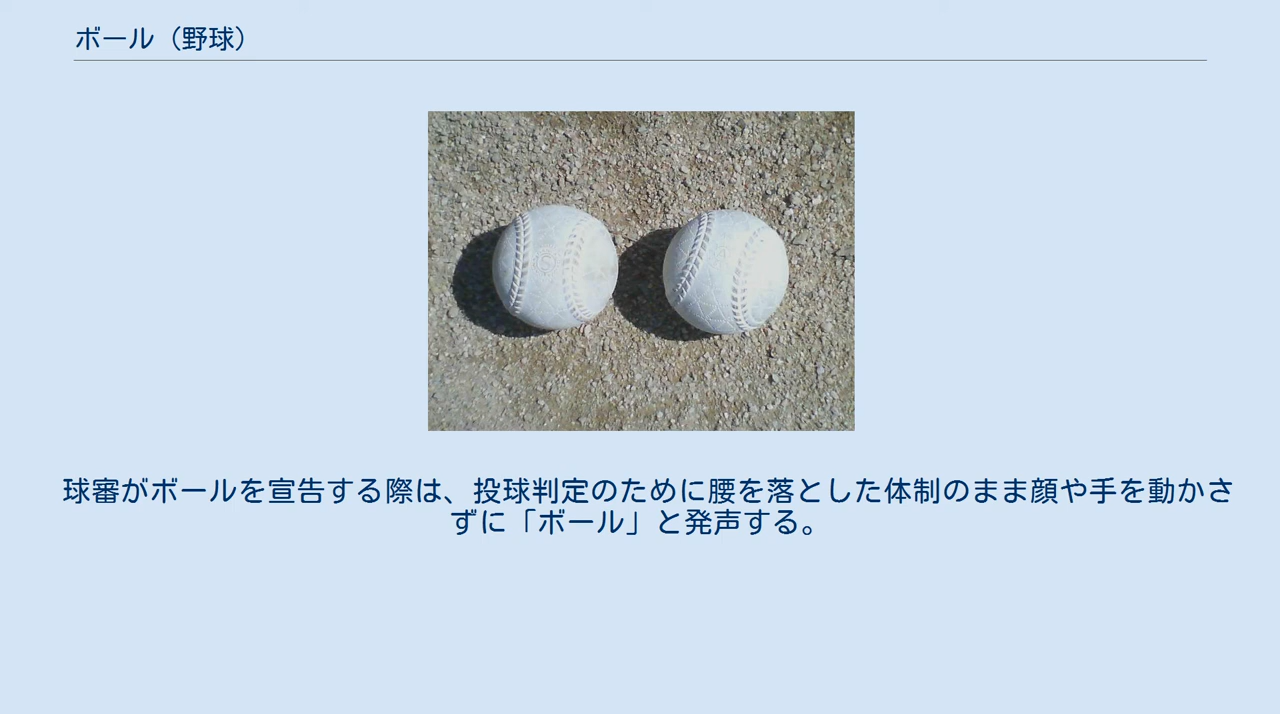 ボール（野球）
球審がボールを宣告する際は、投球判定のために腰を落とした体制のまま顔や手を動かさ
ずに「ボール」と発声する。